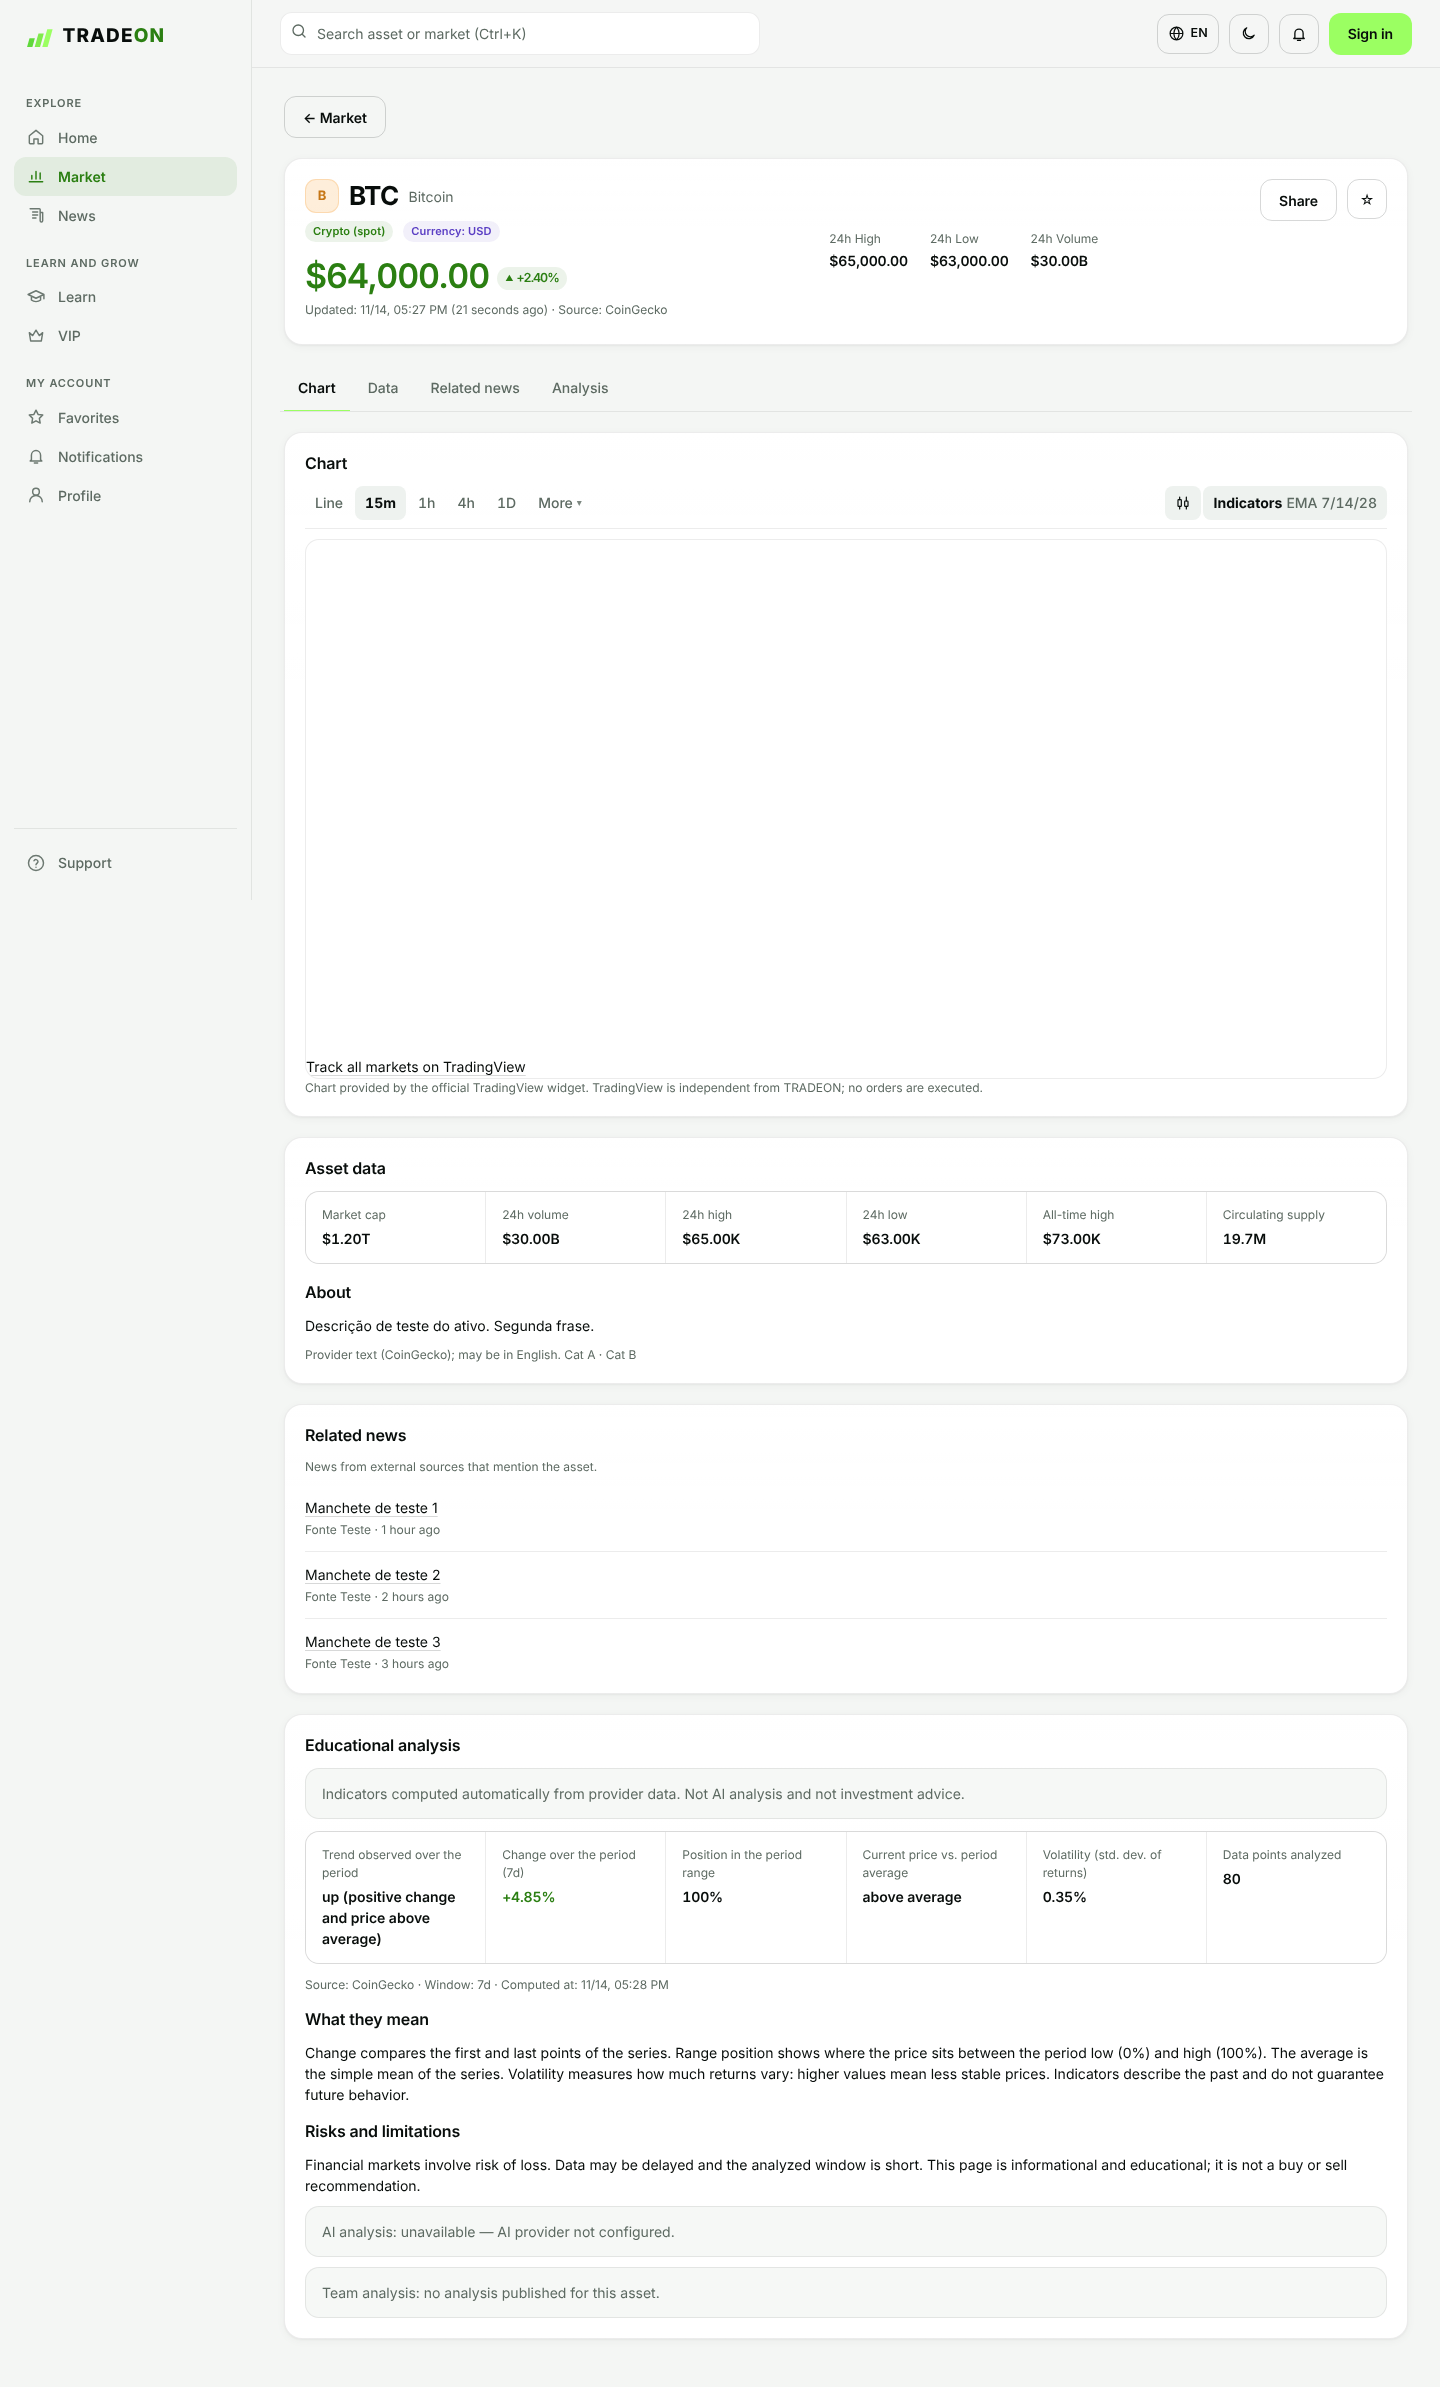 TRADEON
Search asset or market (Ctrl+K)
EN
Sign in
EXPLORE
Home
Market
News
LEARN AND GROW
Learn
VIP
MY ACCOUNT
Favorites
Notifications
Profile
Support
← Market
B
BTC Bitcoin
Crypto (spot) Currency: USD
$64,000.00 ▲ +2.40%
Updated: 11/14, 05:27 PM (21 seconds ago) · Source: CoinGecko
24h High 24h Low 24h Volume
$65,000.00 $63,000.00 $30.00B
Share
Chart Data Related news Analysis
Chart
Line 15m 1h 4h 1D More ▾
Indicators EMA 7/14/28
Track all markets on TradingView
Chart provided by the official TradingView widget. TradingView is independent from TRADEON; no orders are executed.
Asset data
Market cap 24h volume 24h high 24h low All-time high Circulating supply
$1.20T $30.00B $65.00K $63.00K $73.00K 19.7M
About
Descrição de teste do ativo. Segunda frase.
Provider text (CoinGecko); may be in English. Cat A · Cat B
Related news
News from external sources that mention the asset.
Manchete de teste 1
Fonte Teste · 1 hour ago
Manchete de teste 2
Fonte Teste · 2 hours ago
Manchete de teste 3
Fonte Teste · 3 hours ago
Educational analysis
Indicators computed automatically from provider data. Not AI analysis and not investment advice.
Trend observed over the
period
up (positive change
and price above
average)
Change over the period
(7d)
+4.85%
Position in the period
range
100%
Current price vs. period
average
above average
Volatility (std. dev. of
returns)
0.35%
Data points analyzed
80
Source: CoinGecko · Window: 7d · Computed at: 11/14, 05:28 PM
What they mean
Change compares the first and last points of the series. Range position shows where the price sits between the period low (0%) and high (100%). The average is
the simple mean of the series. Volatility measures how much returns vary: higher values mean less stable prices. Indicators describe the past and do not guarantee
future behavior.
Risks and limitations
Financial markets involve risk of loss. Data may be delayed and the analyzed window is short. This page is informational and educational; it is not a buy or sell
recommendation.
AI analysis: unavailable — AI provider not configured.
Team analysis: no analysis published for this asset.